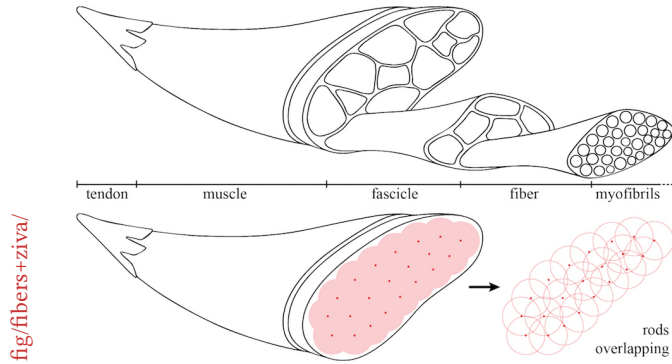 tendon muscle fascicle fiber myofibrils
fig/fibers+ziva/
rods
overlapping